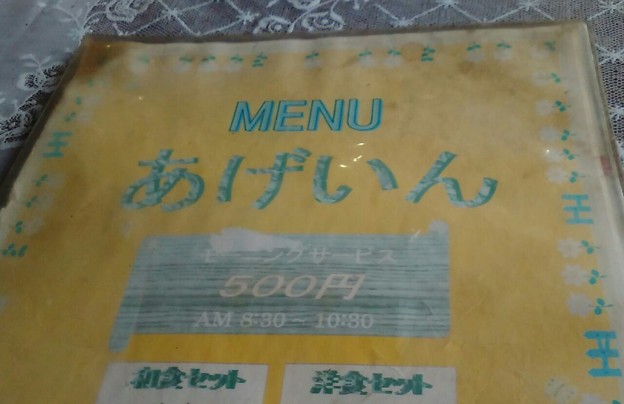 MENU
あげいん
モーニングサービス
500円
AM 8:30~10:30
和食セット
洋食セット